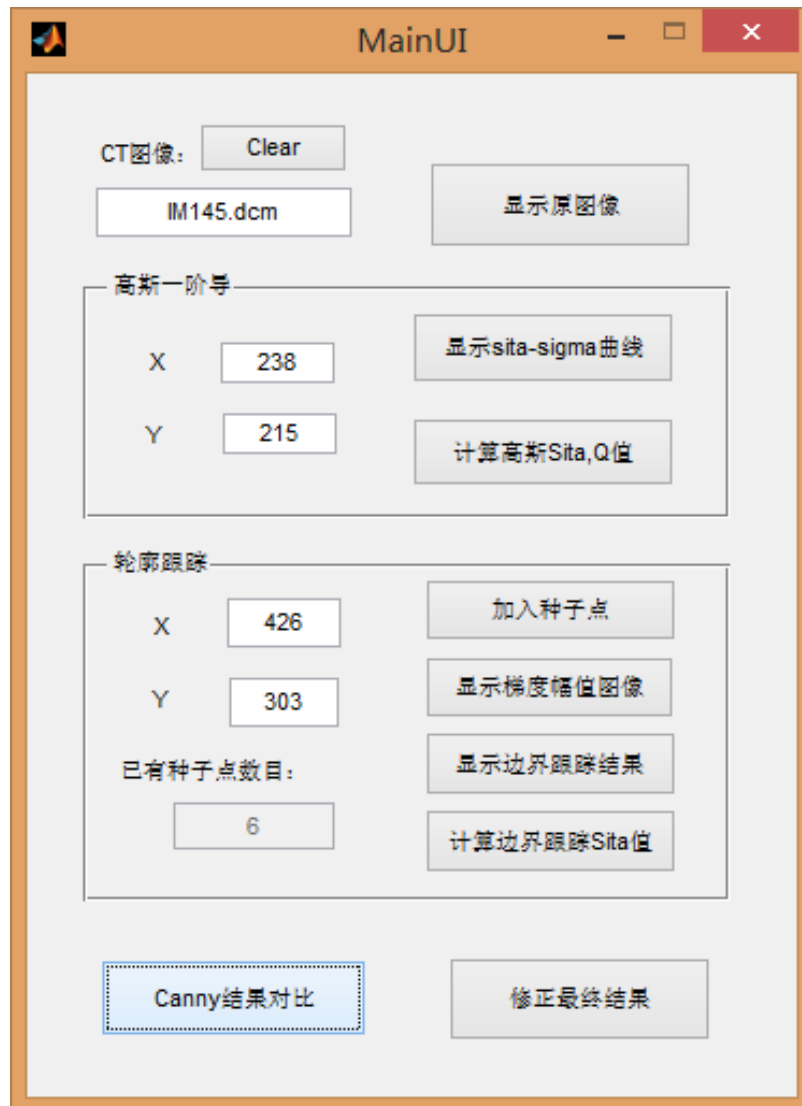 MainUI
CT图像：
Clear
IM145.dcm
显示原图像
高斯一阶导
X
238
显示sita-sigma曲线
Y
215
计算高斯Sita,Q值
轮廓跟踪
X
426
加入种子点
Y
303
显示梯度幅值图像
已有种子点数目：
显示边界跟踪结果
6
计算边界跟踪Sita值
Canny结果对比
修正最终结果